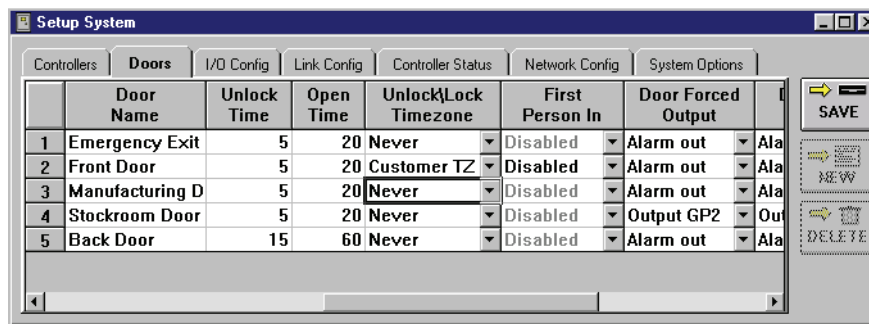 Setup System
Controllers Doors I/O Config Link Config Controller Status Network Config System Options
Door Name Unlock Time Open Time Unlock\Lock Timezone First Person In Door Forced Output
1 Emergency Exit 5 20 Never Disabled Alarm out Ala
2 Front Door 5 20 Customer TZ Disabled Alarm out Ala
3 Manufacturing D 5 20 Never Disabled Alarm out Ala
4 Stockroom Door 5 20 Never Disabled Output GP2 Out
5 Back Door 15 60 Never Disabled Alarm out Ala
SAVE
NEW
DELETE